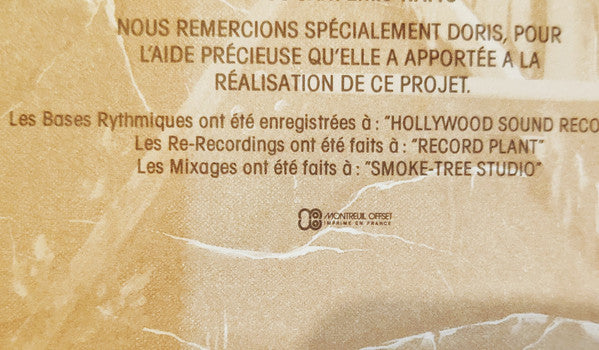 NOUS REMERCIONS SPÉCIALEMENT DORIS, POUR
L'AIDE PRÉCIEUSE QU'ELLE A APPORTÉE A LA
RÉALISATION DE CE PROJET.
Les Bases Rythmiques ont été enregistrées à : "HOLLYWOOD SOUND RECO
Les Re-Recordings ont été faits à : "RECORD PLANT"
Les Mixages ont été faits à : "SMOKE-TREE STUDIO"
MONTREUIL OFFSET
IMPRIME EN FRANCE